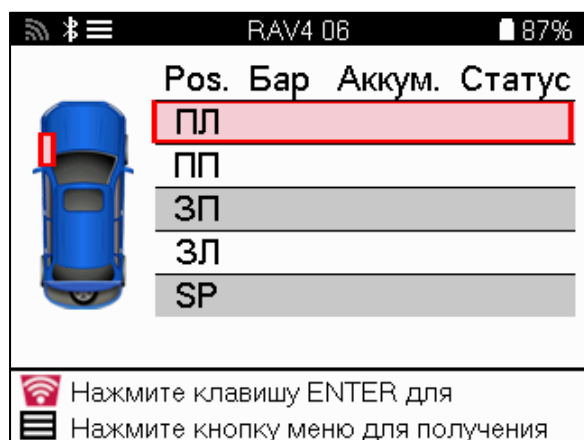 RAV4 06 87%
Pos. Бар Аккум. Статус
ПЛ
ПП
ЗП
ЗЛ
SP
Нажмите клавишу ENTER для
Нажмите кнопку меню для получения